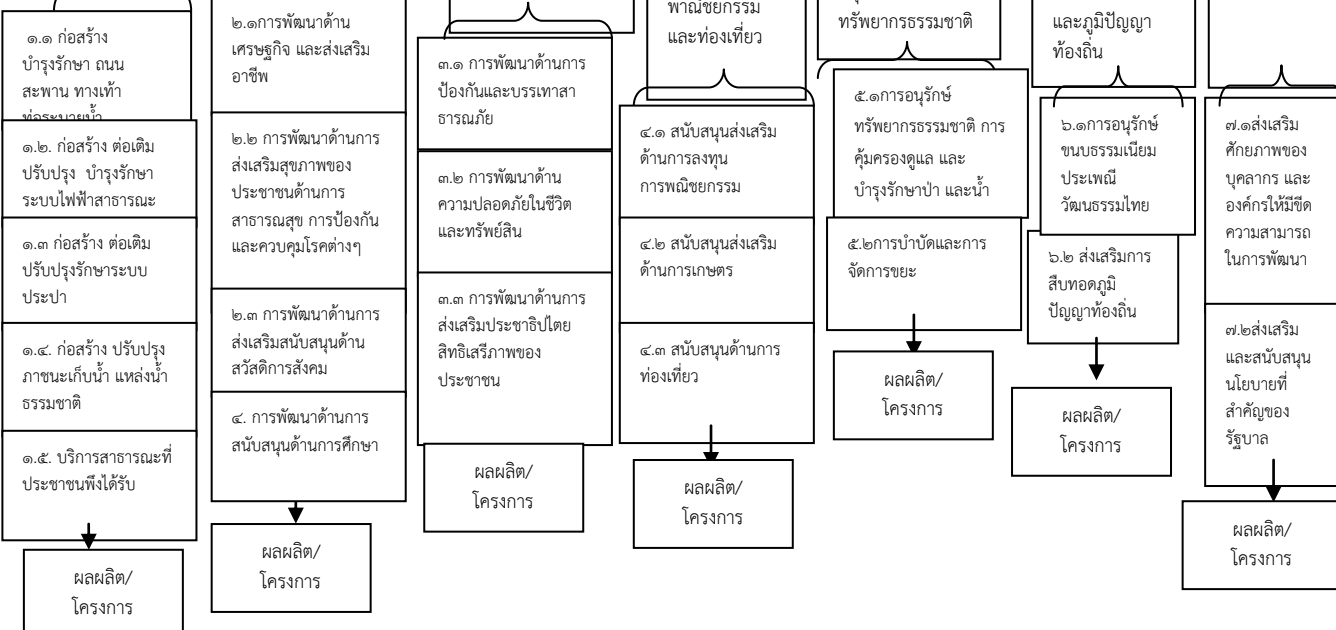 ๑.๑ ก่อสร้าง
บำรุงรักษา ถนน
สะพาน ทางเท้า
ท่อระบายน้ำ
๑.๒. ก่อสร้าง ต่อเติม
ปรับปรุง บำรุงรักษา
ระบบไฟฟ้าสาธารณะ
๑.๓ ก่อสร้าง ต่อเติม
ปรับปรุงรักษาระบบ
ประปา
๑.๔. ก่อสร้าง ปรับปรุง
ภาชนะเก็บน้ำ แหล่งน้ำ
ธรรมชาติ
๑.๕. บริการสาธารณะที่
ประชาชนพึงได้รับ
ผลผลิต/
โครงการ
๒.๑การพัฒนาด้าน
เศรษฐกิจ และส่งเสริม
อาชีพ
๒.๒ การพัฒนาด้านการ
ส่งเสริมสุขภาพของ
ประชาชนด้านการ
สาธารณสุข การป้องกัน
และควบคุมโรคต่างๆ
๒.๓ การพัฒนาด้านการ
ส่งเสริมสนับสนุนด้าน
สวัสดิการสังคม
๔. การพัฒนาด้านการ
สนับสนุนด้านการศึกษา
ผลผลิต/
โครงการ
๓.๑ การพัฒนาด้านการ
ป้องกันและบรรเทาสา
ธารณภัย
๓.๒ การพัฒนาด้าน
ความปลอดภัยในชีวิต
และทรัพย์สิน
๓.๓ การพัฒนาด้านการ
ส่งเสริมประชาธิปไตย
สิทธิเสรีภาพของ
ประชาชน
ผลผลิต/
โครงการ
พาณิชยกรรม
และท่องเที่ยว
๔.๑ สนับสนุนส่งเสริม
ด้านการลงทุน
การพณิชยกรรม
๔.๒ สนับสนุนส่งเสริม
ด้านการเกษตร
๔.๓ สนับสนุนด้านการ
ท่องเที่ยว
ผลผลิต/
โครงการ
ทรัพยากรธรรมชาติ
๕.๑การอนุรักษ์
ทรัพยากรธรรมชาติ การ
คุ้มครองดูแล และ
บำรุงรักษาป่า และน้ำ
๕.๒การบำบัดและการ
จัดการขยะ
ผลผลิต/
โครงการ
และภูมิปัญญา
ท้องถิ่น
๖.๑การอนุรักษ์
ขนบธรรมเนียม
ประเพณี
วัฒนธรรมไทย
๖.๒ ส่งเสริมการ
สืบทอดภูมิ
ปัญญาท้องถิ่น
ผลผลิต/
โครงการ
๗.๑ส่งเสริม
ศักยภาพของ
บุคลากร และ
องค์กรให้มีขีด
ความสามารถ
ในการพัฒนา
๗.๒ส่งเสริม
และสนับสนุน
นโยบายที่
สำคัญของ
รัฐบาล
ผลผลิต/
โครงการ